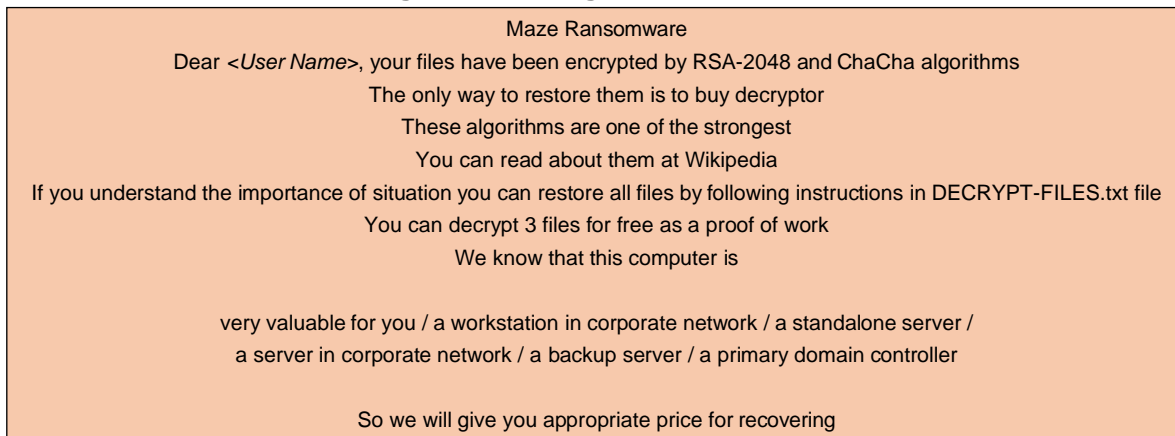 Maze Ransomware
Dear <User Name>, your files have been encrypted by RSA-2048 and ChaCha algorithms
The only way to restore them is to buy decryptor
These algorithms are one of the strongest
You can read about them at Wikipedia
If you understand the importance of situation you can restore all files by following instructions in DECRYPT-FILES.txt file
You can decrypt 3 files for free as a proof of work
We know that this computer is
very valuable for you / a workstation in corporate network / a standalone server /
a server in corporate network / a backup server / a primary domain controller
So we will give you appropriate price for recovering